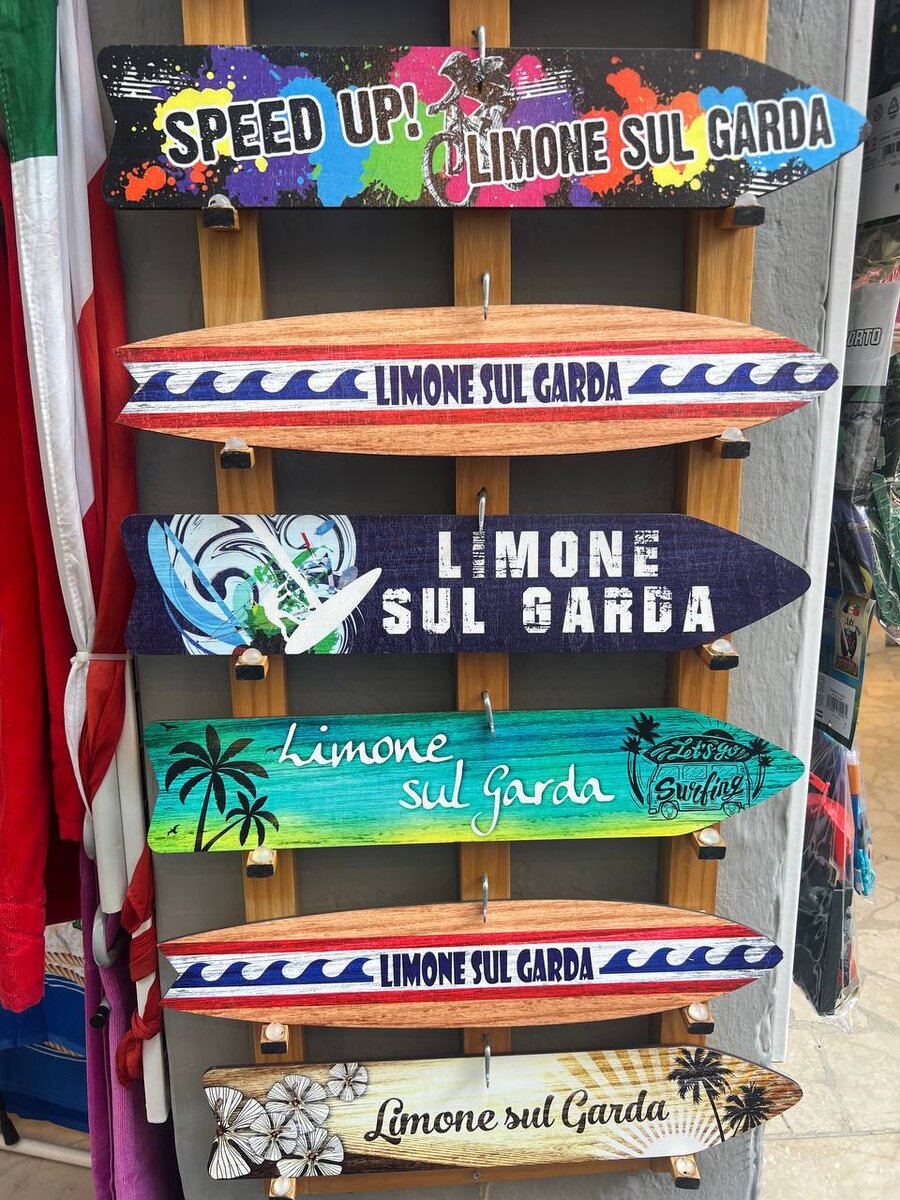 SPEED UP!
LIMONE SUL GARDA
LIMONE SUL GARDA
LIMONE
SUL GARDA
Limone
sul Garda
Let's go
Surfing
LIMONE SUL GARDA
Limone sul Garda